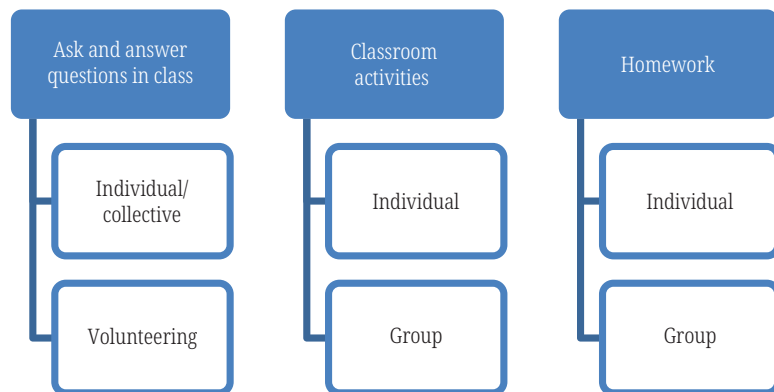 Ask and answer
questions in class
Individual/
collective
Volunteering
Classroom
activities
Individual
Group
Homework
Individual
Group